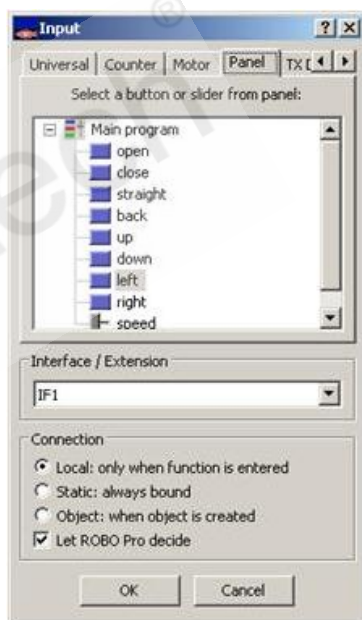 Input
Universal Counter Motor Panel TX
Select a button or slider from panel:
Main program
open
close
straight
back
up
down
left
right
speed
Interface / Extension
IF1
Connection
Local: only when function is entered
Static: always bound
Object: when object is created
Let ROBO Pro decide
OK Cancel